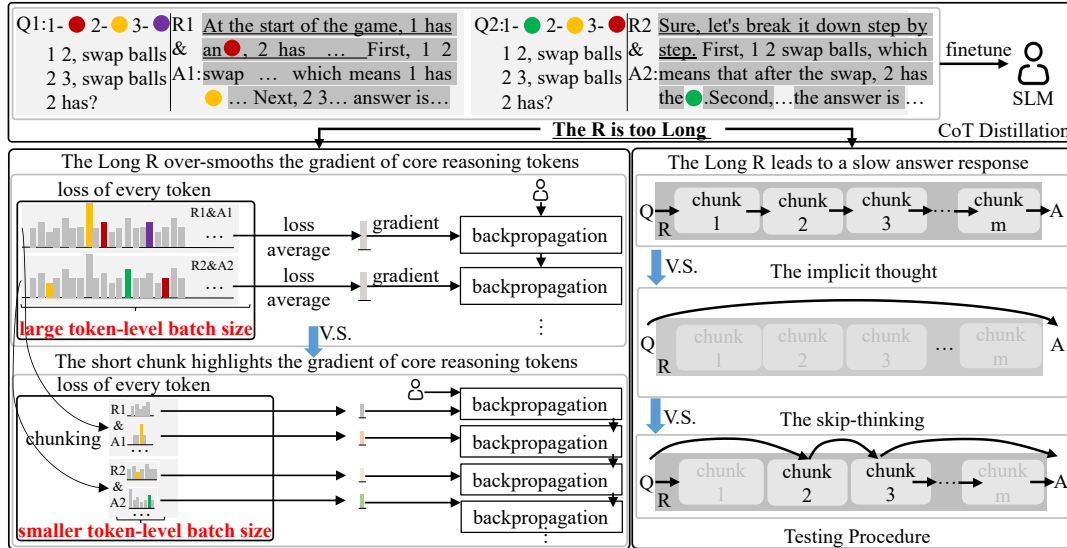 Q1:1- 2- 3-
1 2, swap balls
2 3, swap balls
2 has?
R1
&
A1:
At the start of the game, 1 has
an , 2 has … First, 1 2
swap … which means 1 has
… Next, 2 3… answer is…
Q2:1- 2- 3-
1 2, swap balls
2 3, swap balls
2 has?
R2
&
A2:
Sure, let's break it down step by
step. First, 1 2 swap balls, which
means that after the swap, 2 has
the .Second,…the answer is …
finetune
SLM
The R is too Long
CoT Distillation
The Long R over-smooths the gradient of core reasoning tokens
loss of every token
R1&A1
...
loss
average
gradient
backpropagation
R2&A2
...
loss
average
gradient
backpropagation
...
large token-level batch size
V.S.
The short chunk highlights the gradient of core reasoning tokens
loss of every token
chunking
R1
&
A1
...
R2
&
A2
...
backpropagation
backpropagation
backpropagation
backpropagation
...
smaller token-level batch size
The Long R leads to a slow answer response
Q
R
chunk
1
chunk
2
chunk
3
......
chunk
m
A
V.S.
The implicit thought
Q
R
chunk
1
chunk
2
chunk
3
...
chunk
m
A
V.S.
The skip-thinking
Q
R
chunk
1
chunk
2
chunk
3
......
chunk
m
A
Testing Procedure